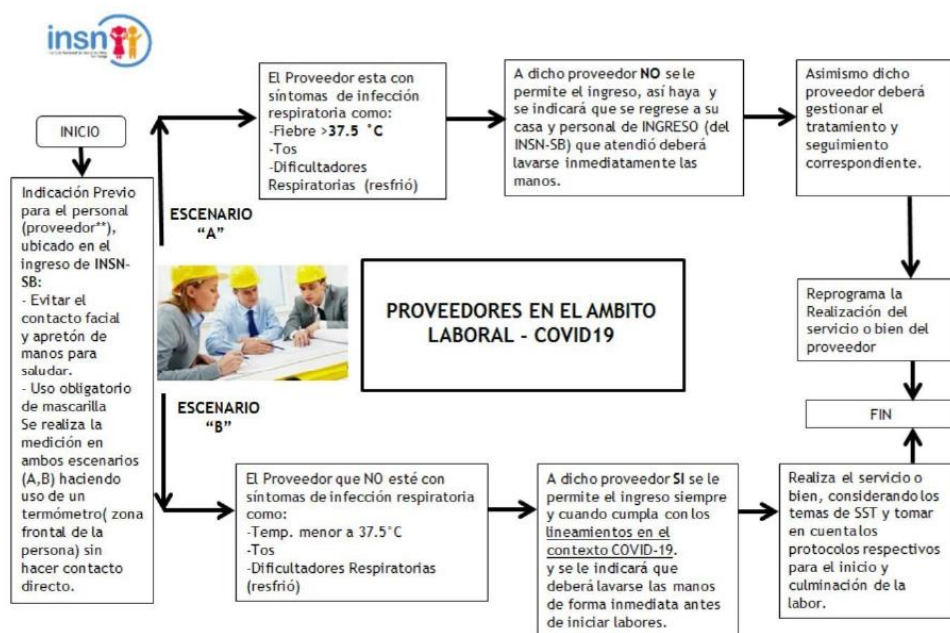 insn
INICIO
Indicación Previo
para el personal
(proveedor**),
ubicado en el
ingreso de INSN-
SB:
- Evitar el
contacto facial
y apretón de
manos para
saludar.
- Uso obligatorio
de mascarilla
Se realiza la
medición en
ambos escenarios
(A,B) haciendo
uso de un
termómetro( zona
frontal de la
persona) sin
hacer contacto
directo.
ESCENARIO
“A”
El Proveedor esta con
síntomas de infección
respiratoria como:
-Fiebre >37.5 °C
-Tos
-Dificultadores
Respiratorias (resfrió)
A dicho proveedor NO se le
permite el ingreso, así haya y
se indicará que se regrese a su
casa y personal de INGRESO (del
INSN-SB) que atendió deberá
lavarse inmediatamente las
manos.
Asimismo dicho
proveedor deberá
gestionar el
tratamiento y
seguimiento
correspondiente.
Reprograma la
Realización del
servicio o bien del
proveedor
PROVEEDORES EN EL AMBITO
LABORAL - COVID19
ESCENARIO
“B”
El Proveedor que NO esté con
síntomas de infección respiratoria
como:
-Temp. menor a 37.5°C
-Tos
-Dificultadores Respiratorias
(resfrió)
A dicho proveedor SI se le
permite el ingreso siempre
y cuando cumpla con los
lineamientos en el
contexto COVID-19.
y se le indicará que
deberá lavarse las manos
de forma inmediata antes
de iniciar labores.
Realiza el servicio o
bien, considerando los
temas de SST y tomar
en cuenta los
protocolos respectivos
para el inicio y
culminación de la
labor.
FIN